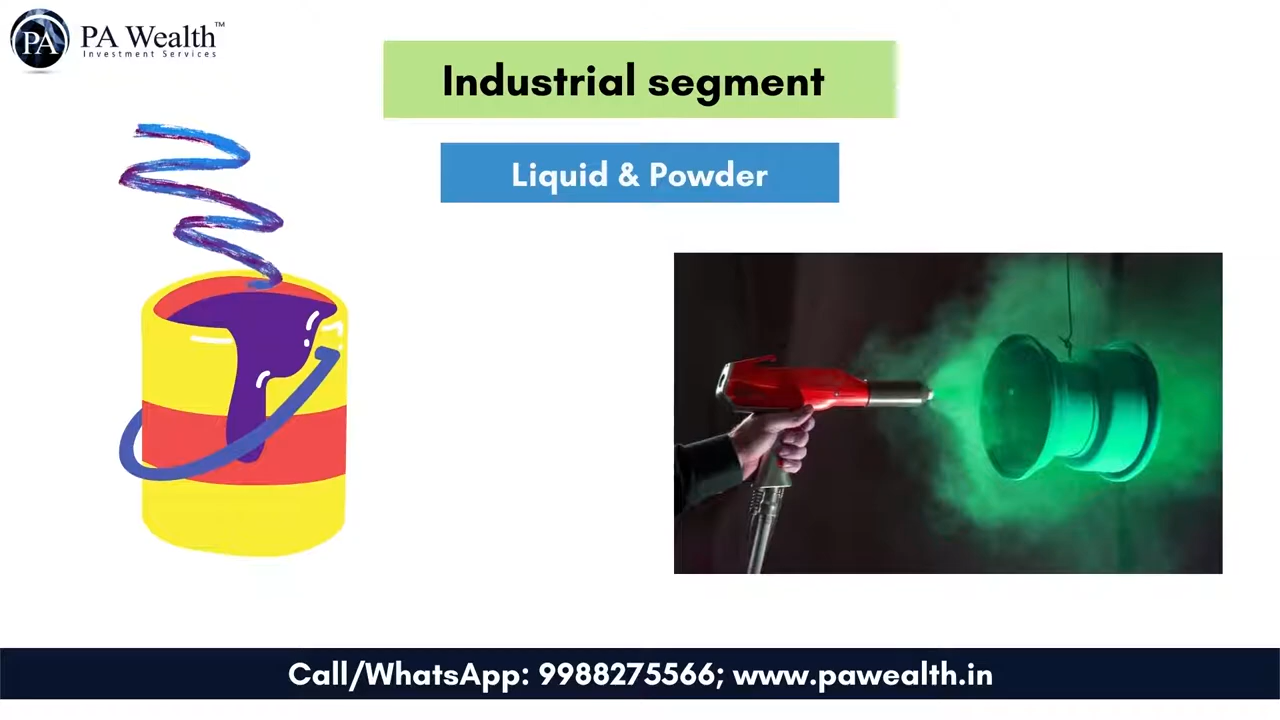 PA
PA Wealth™
Investment Services
Industrial segment
Liquid & Powder
Call/WhatsApp: 9988275566; www.pawealth.in